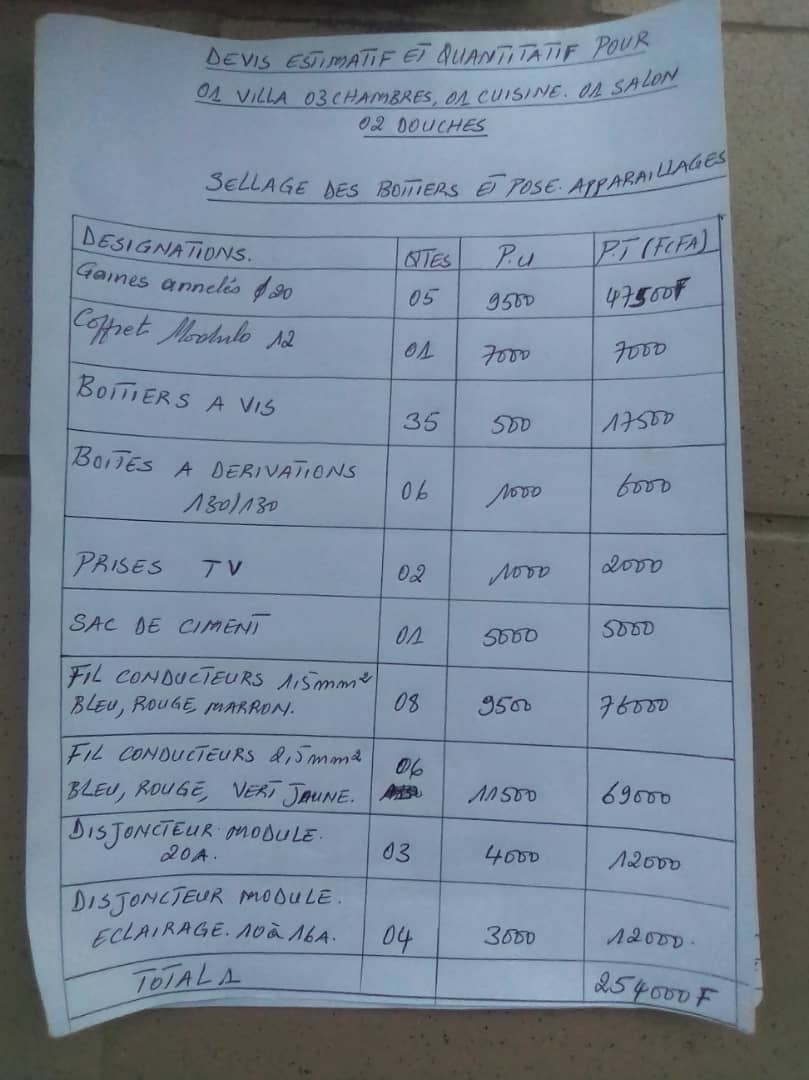 DEVIS ESTIMATIF ET QUANTITATIF POUR
01 VILLA 03 CHAMBRES, 01 CUISINE. 01 SALON
02 DOUCHES
SELLAGE DES BOITIERS ET POSE APPARAILLAGES
DESIGNATIONS. QTES P.U P.T (FCFA)
Gaines annelés ∅20 05 9500 47500F
Coffret Modulo 12 01 7000 7000
BOITIERS A VIS 35 500 17500
BOITES A DERIVATIONS
130/130 06 1000 6000
PRISES TV 02 1000 2000
SAC DE CIMENT 01 5000 5000
FIL CONDUCTEURS 1,5mm²
BLEU, ROUGE, MARRON. 08 9500 76000
FIL CONDUCTEURS 2,5mm² 06
BLEU, ROUGE, VERT JAUNE. 11500 69000
DISJONCTEUR MODULE.
20A. 03 4000 12000
DISJONCTEUR MODULE.
ECLAIRAGE. 10 à 16A. 04 3000 12000.
TOTAL 1 254000F